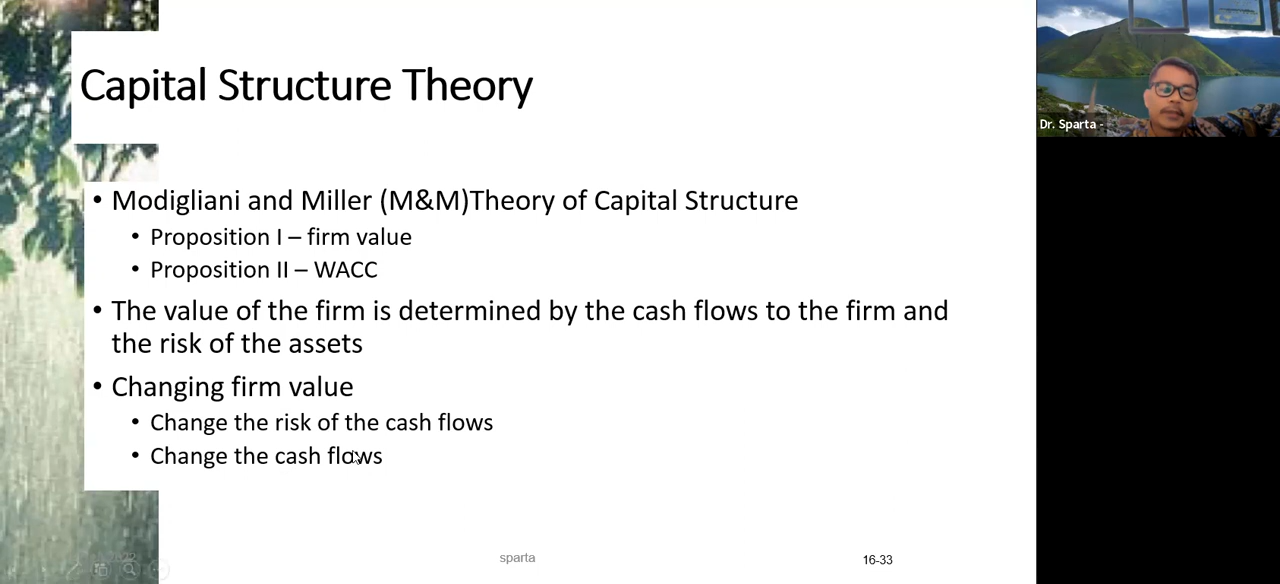 Capital Structure Theory
• Modigliani and Miller (M&M)Theory of Capital Structure
• Proposition I – firm value
• Proposition II – WACC
• The value of the firm is determined by the cash flows to the firm and
the risk of the assets
• Changing firm value
• Change the risk of the cash flows
• Change the cash flows
sparta
16-33
Dr. Sparta -